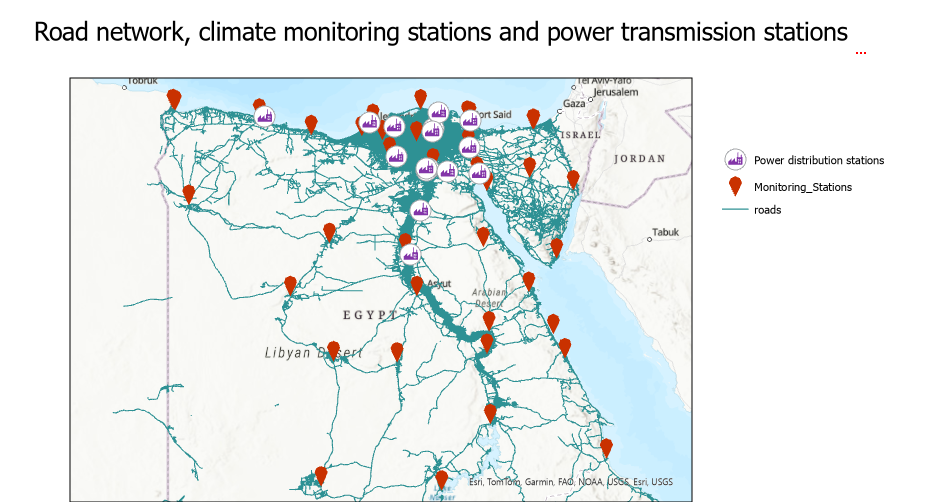 Road network, climate monitoring stations and power transmission stations
...
Tobruk
Tel Aviv-Yafo
Jerusalem
Gaza
Port Said
ISRAEL
JORDAN
Power distribution stations
Monitoring_Stations
roads
Tabuk
Asyut
Arabian
Desert
EGYPT
Libyan Desert
Esri, TomTom, Garmin, FAO, NOAA, USGS, Esri, USGS
Nasser